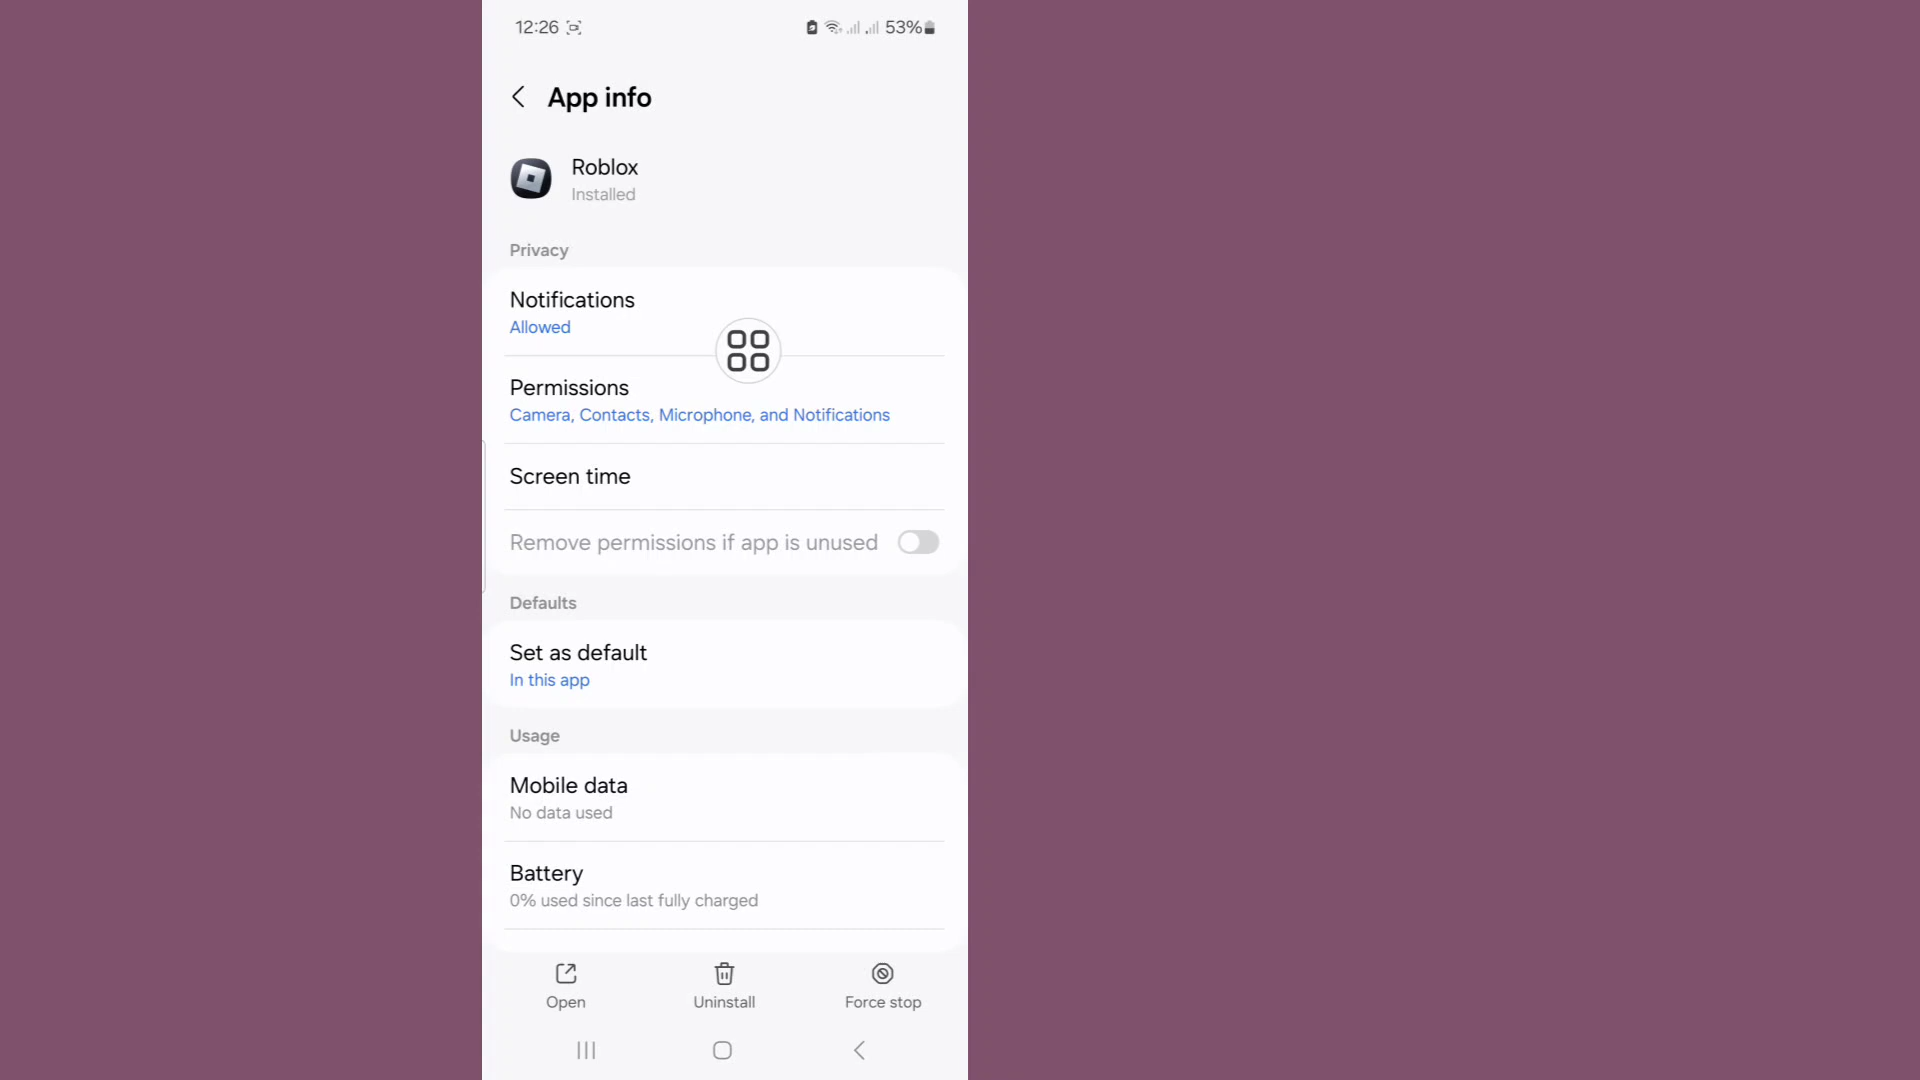 12:26 53%
App info
Roblox
Installed
Privacy
Notifications
Allowed
Permissions
Camera, Contacts, Microphone, and Notifications
Screen time
Remove permissions if app is unused
Defaults
Set as default
In this app
Usage
Mobile data
No data used
Battery
0% used since last fully charged
Open Uninstall Force stop